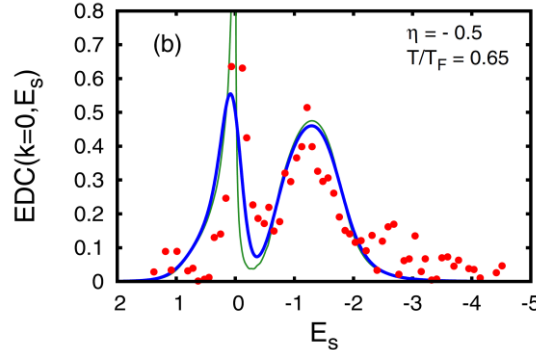 0.8
0.7
0.6
0.5
0.4
0.3
0.2
0.1
0
EDC(k=0,E_s)
(b)
η = - 0.5
T/T_F = 0.65
2 1 0 -1 -2 -3 -4 -5
E_s